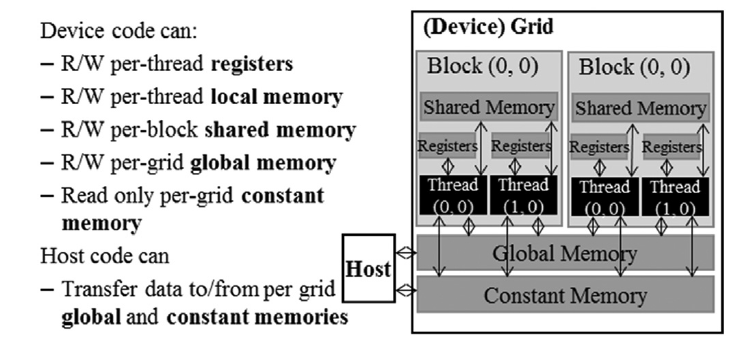 Device code can:
– R/W per-thread registers
– R/W per-thread local memory
– R/W per-block shared memory
– R/W per-grid global memory
– Read only per-grid constant
memory
Host code can
– Transfer data to/from per grid
global and constant memories
(Device) Grid
Block (0, 0)
Shared Memory
Registers
Registers
Thread
(0, 0)
Thread
(1, 0)
Block (0, 0)
Shared Memory
Registers
Registers
Thread
(0, 0)
Thread
(1, 0)
Host
Global Memory
Constant Memory